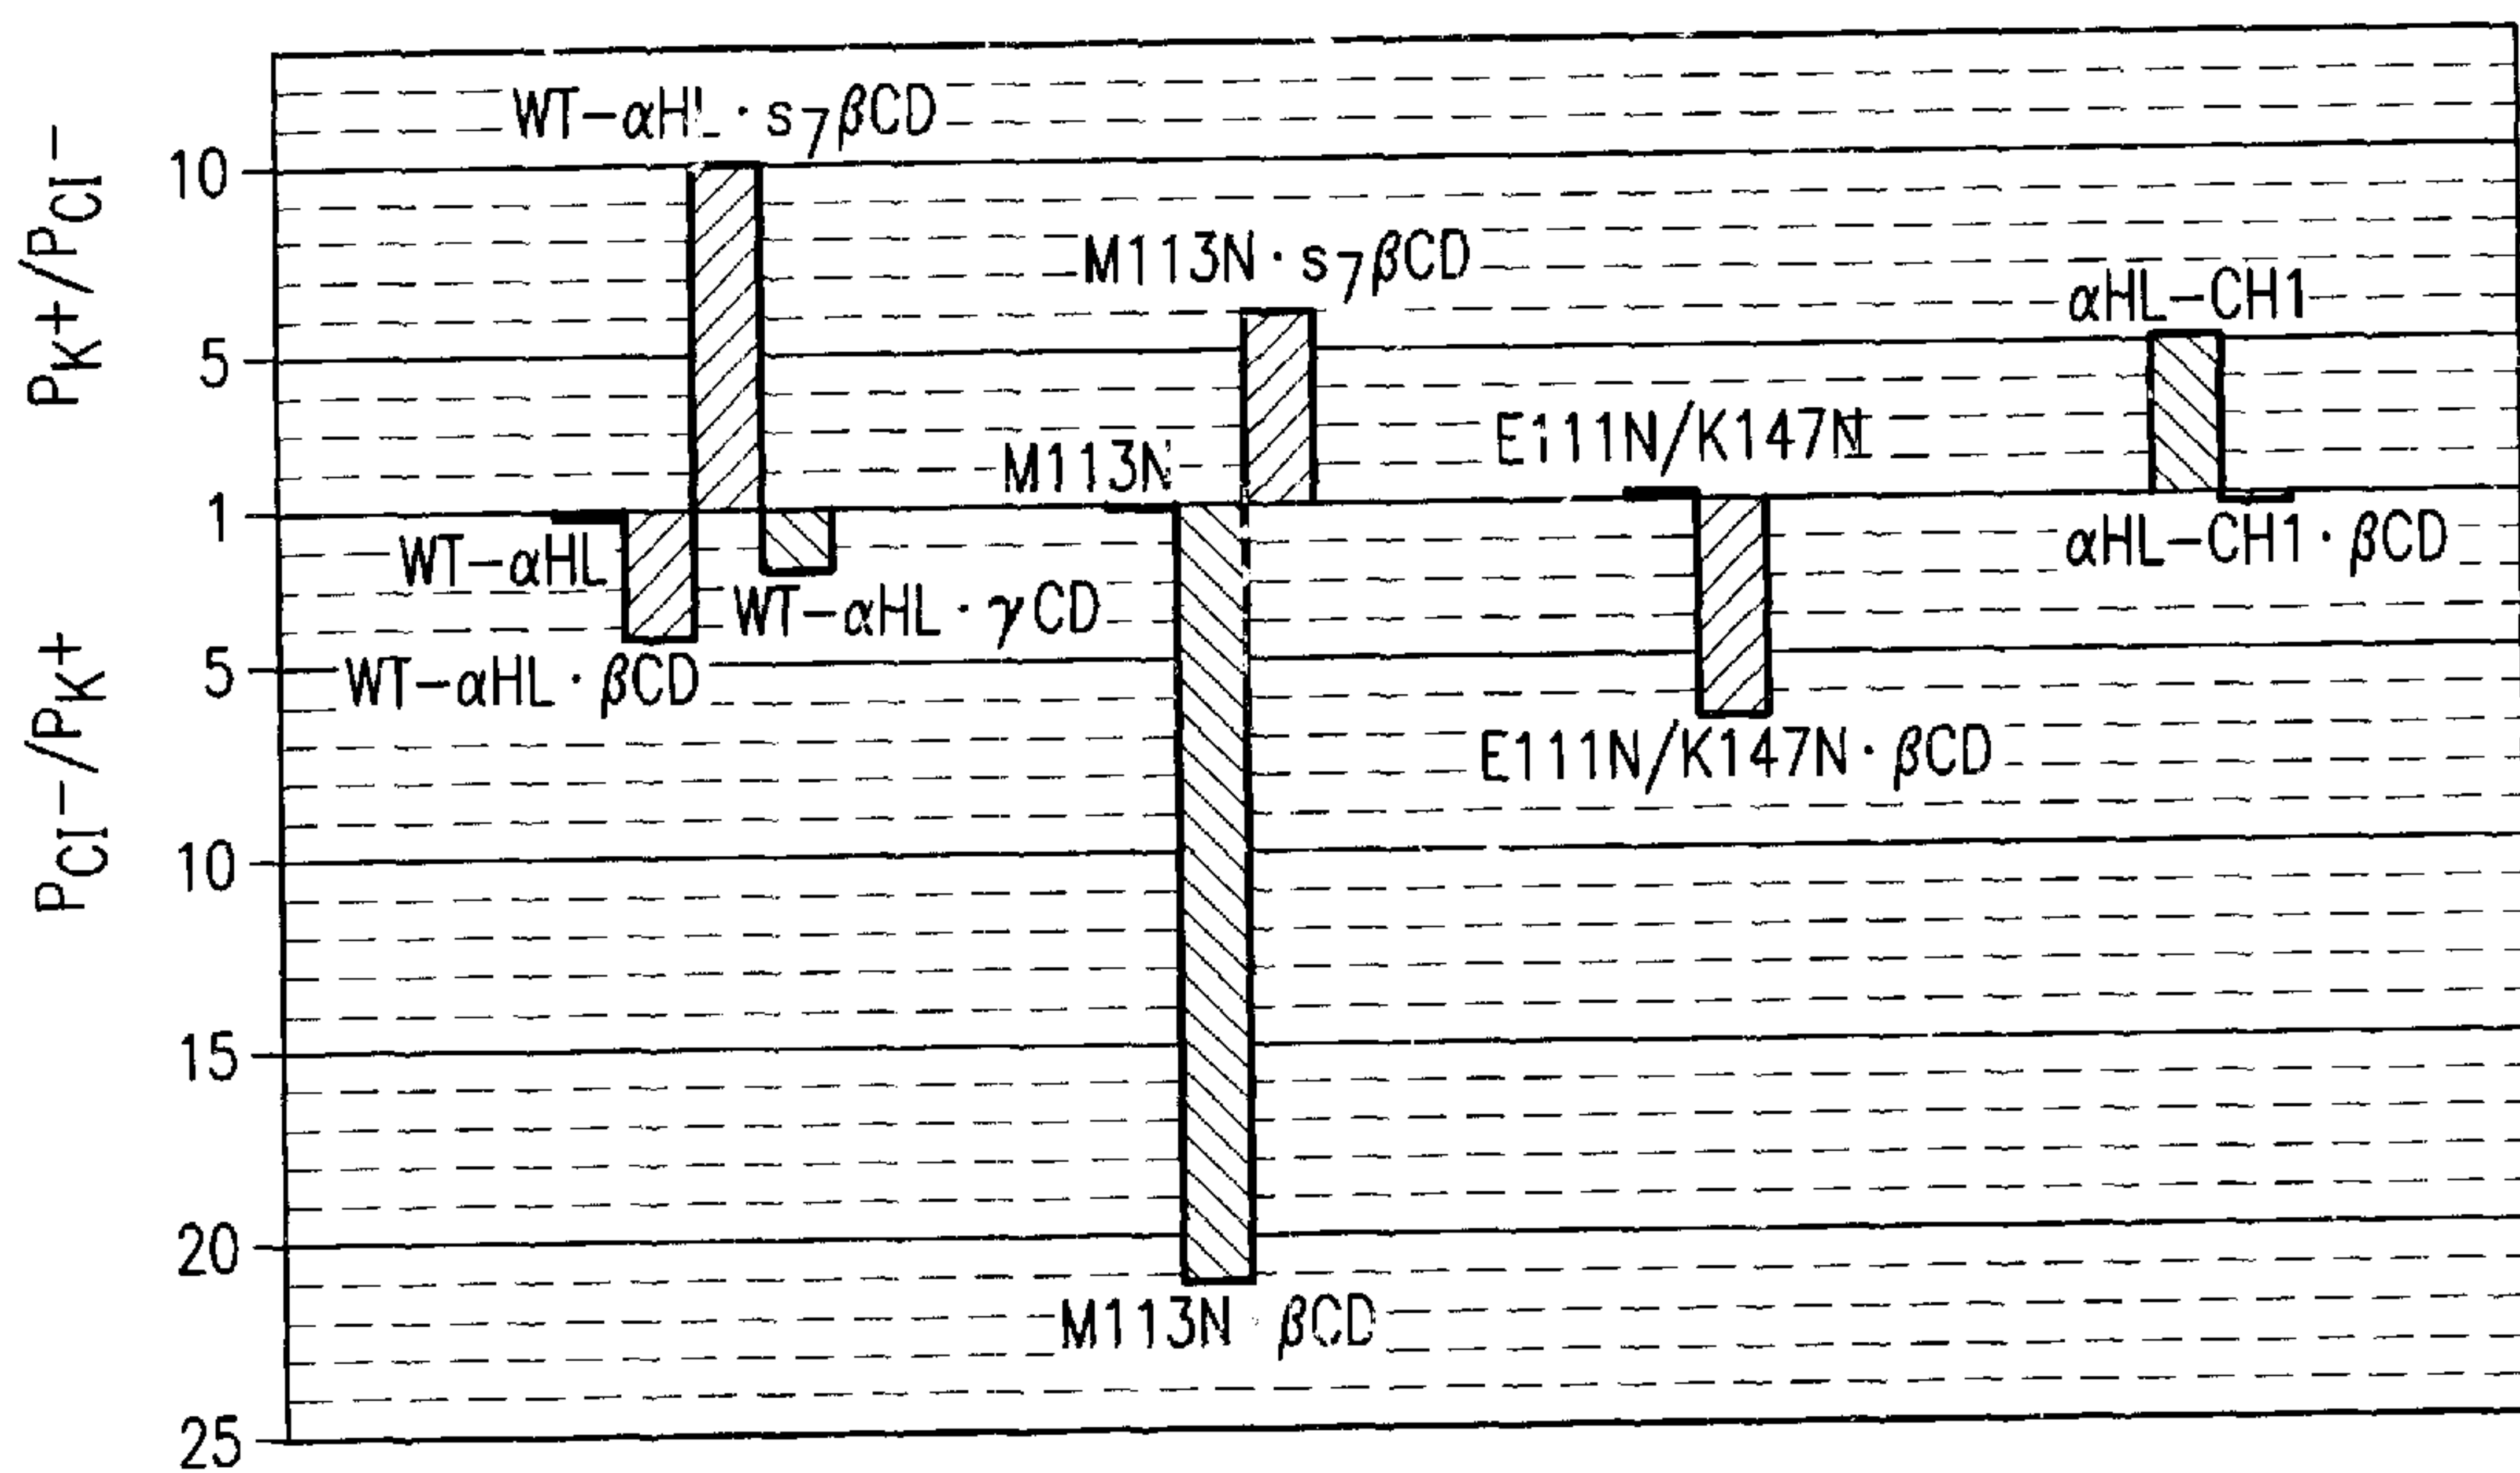 WT-αHL·s7βCD
10
PK+/PCl-
M113N·s7βCD
αHL-CH1
5
E111N/K147N
M113N
1
WT-αHL
αHL-CH1·βCD
WT-αHL·γCD
5
WT-αHL·βCD
PCl-/PK+
E111N/K147N·βCD
10
15
20
M113N·βCD
25